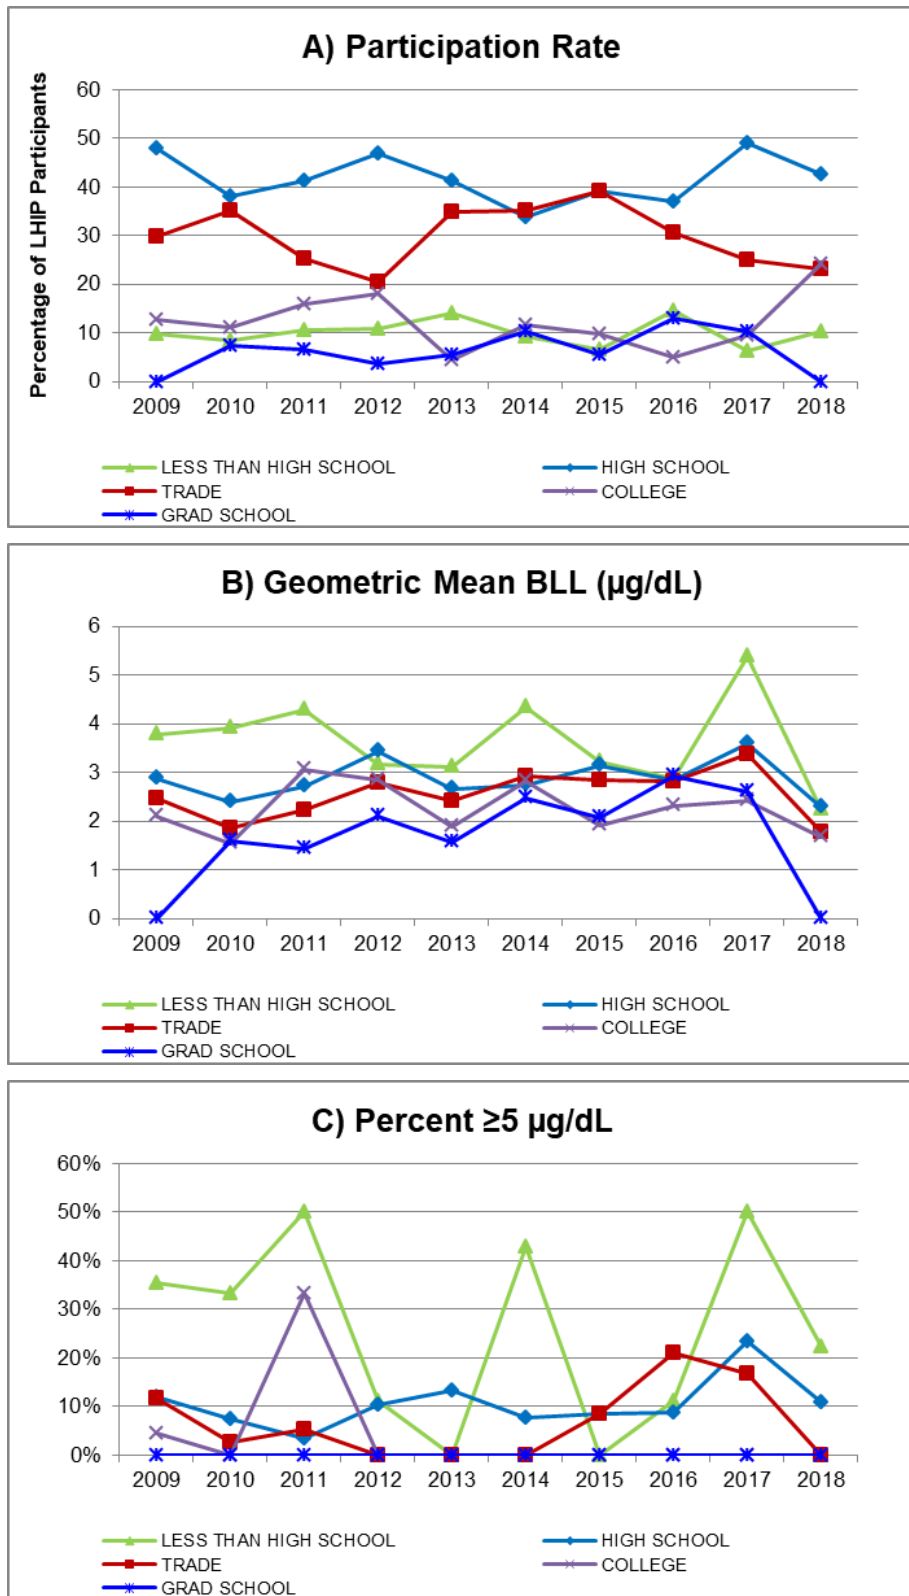 A) Participation Rate
Percentage of LHIP Participants
60
50
40
30
20
10
0
2009 2010 2011 2012 2013 2014 2015 2016 2017 2018
LESS THAN HIGH SCHOOL HIGH SCHOOL
TRADE COLLEGE
GRAD SCHOOL
B) Geometric Mean BLL (µg/dL)
6
5
4
3
2
1
0
2009 2010 2011 2012 2013 2014 2015 2016 2017 2018
LESS THAN HIGH SCHOOL HIGH SCHOOL
TRADE COLLEGE
GRAD SCHOOL
C) Percent ≥5 µg/dL
60%
50%
40%
30%
20%
10%
0%
2009 2010 2011 2012 2013 2014 2015 2016 2017 2018
LESS THAN HIGH SCHOOL HIGH SCHOOL
TRADE COLLEGE
GRAD SCHOOL